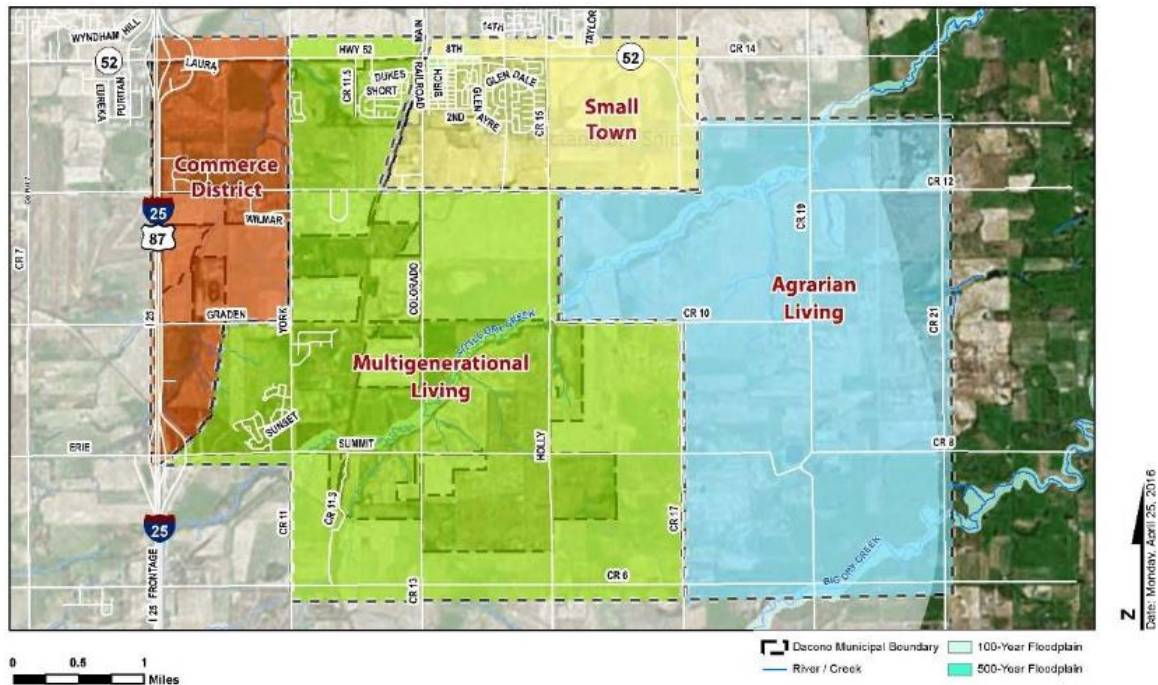 WYNDHAM HILL
52
LAURA
EUREKA
PURITAN
HWY 52
CR 11.5
DUKES
SHORT
MAIN
RAILROAD
14TH
8TH
BIRCH
GLEN DALE
GLEN AYRE
2ND
TAYLOR
52
CR 14
CR 15
Small
Town
Commerce
District
25
87
WILMAR
CR 7
CR 12
CR 19
COLORADO
Agrarian
Living
GRADEN
YORK
CR 10
CR 21
I 25
LITTLE DRY CREEK
Multigenerational
Living
SUNSET
SUMMIT
ERIE
HOLLY
CR 8
25
CR 11
CR 11.3
CR 17
BIG DRY CREEK
CR 6
CR 13
I 25 FRONTAGE
N
Date: Monday, April 25, 2016
0 0.5 1
Miles
Dacono Municipal Boundary
River / Creek
100-Year Floodplain
500-Year Floodplain